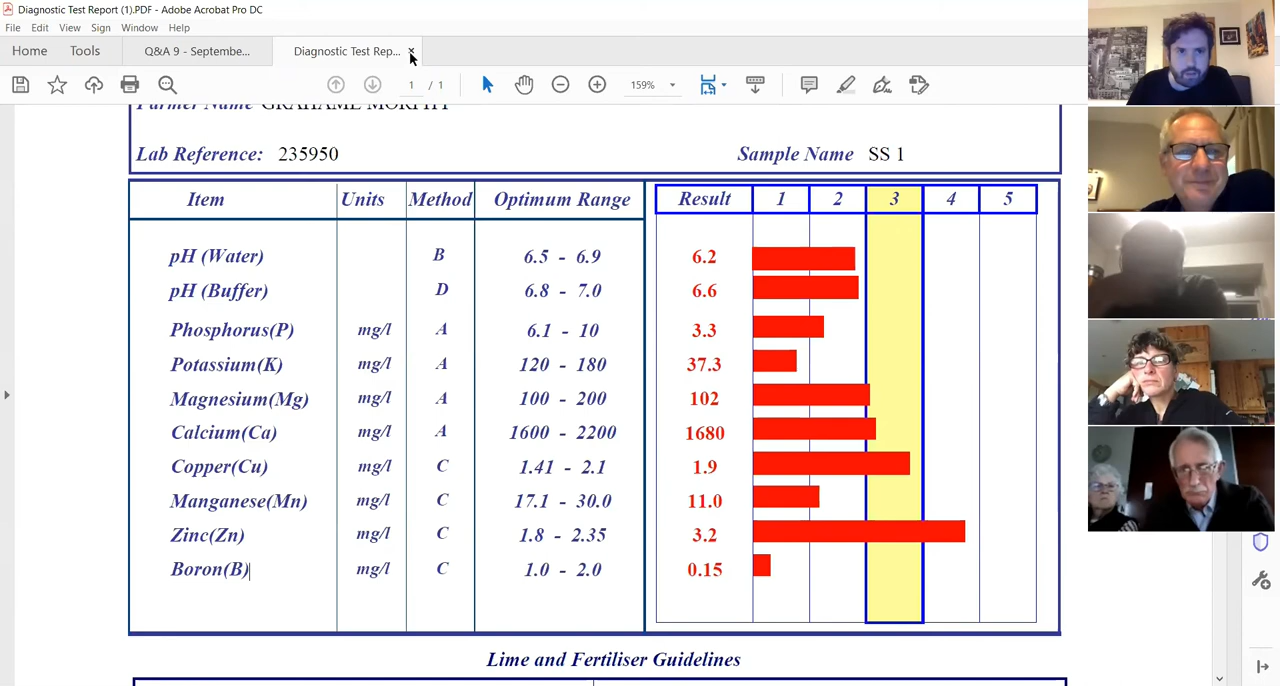 Diagnostic Test Report (1).PDF - Adobe Acrobat Pro DC
File Edit View Sign Window Help
Home Tools Q&A 9 - Septembe... Diagnostic Test Rep... ×
1 / 1 159%
Farmer Name GRAHAME MORPHY
Lab Reference: 235950 Sample Name SS 1
Item Units Method Optimum Range Result 1 2 3 4 5
pH (Water) B 6.5 - 6.9 6.2
pH (Buffer) D 6.8 - 7.0 6.6
Phosphorus(P) mg/l A 6.1 - 10 3.3
Potassium(K) mg/l A 120 - 180 37.3
Magnesium(Mg) mg/l A 100 - 200 102
Calcium(Ca) mg/l A 1600 - 2200 1680
Copper(Cu) mg/l C 1.41 - 2.1 1.9
Manganese(Mn) mg/l C 17.1 - 30.0 11.0
Zinc(Zn) mg/l C 1.8 - 2.35 3.2
Boron(B) mg/l C 1.0 - 2.0 0.15
Lime and Fertiliser Guidelines